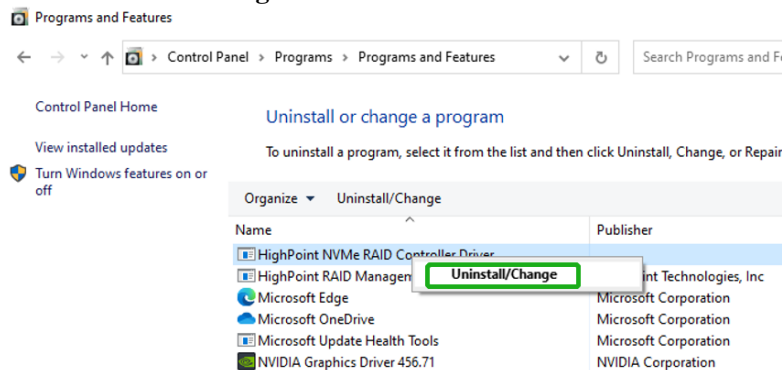 Programs and Features
Control Panel > Programs > Programs and Features
Search Programs and F
Control Panel Home
Uninstall or change a program
View installed updates
To uninstall a program, select it from the list and then click Uninstall, Change, or Repair
Turn Windows features on or
off
Organize Uninstall/Change
Name Publisher
HighPoint NVMe RAID Controller Driver
Uninstall/Change
HighPoint RAID Managem int Technologies, Inc
Microsoft Edge Microsoft Corporation
Microsoft OneDrive Microsoft Corporation
Microsoft Update Health Tools Microsoft Corporation
NVIDIA Graphics Driver 456.71 NVIDIA Corporation